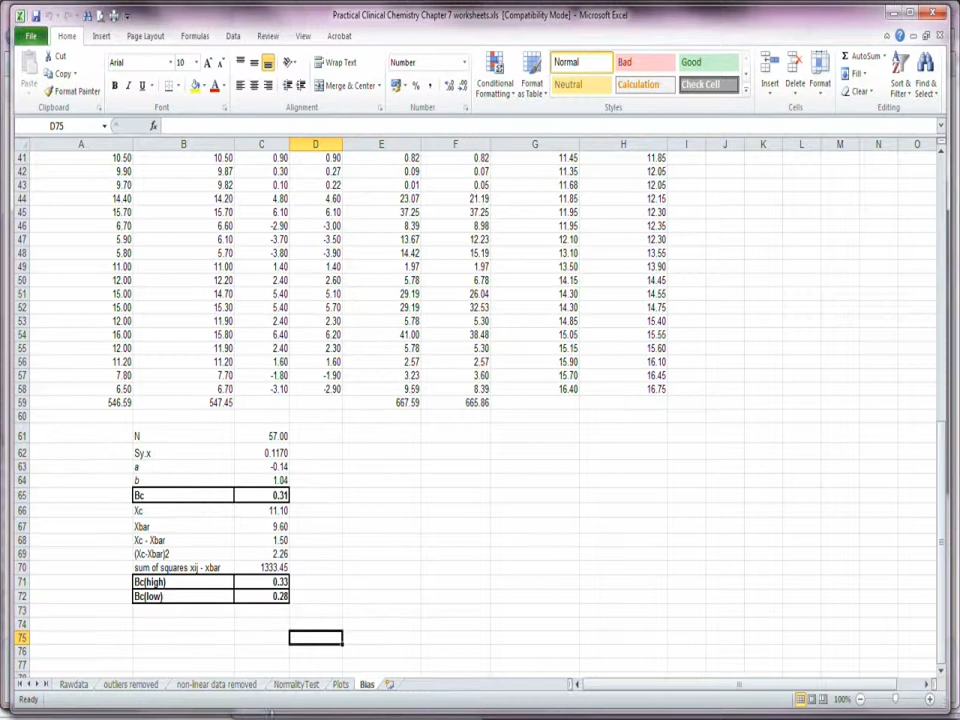 Practical Clinical Chemistry Chapter 7 worksheets.xls [Compatibility Mode] - Microsoft Excel
File Home Insert Page Layout Formulas Data Review View Acrobat
Cut Arial 10 Wrap Text Number Normal Bad Good AutoSum
Copy Fill
Paste Format Painter Merge & Center Conditional Formatting Format as Table Neutral Calculation Check Cell Insert Delete Format Clear Sort & Filter Find & Select
Clipboard Font Alignment Number Styles Cells Editing
D75 fx
A B C D E F G H I J K L M N O
41 10.50 10.50 0.90 0.90 0.82 0.82 11.45 11.85
42 9.90 9.87 0.30 0.27 0.09 0.07 11.35 12.05
43 9.70 9.82 0.10 0.22 0.01 0.05 11.68 12.05
44 14.40 14.20 4.80 4.60 23.07 21.19 11.85 12.15
45 15.70 15.70 6.10 6.10 37.25 37.25 11.95 12.30
46 6.70 6.60 -2.90 -3.00 8.39 8.98 11.95 12.35
47 5.90 6.10 -3.70 -3.50 13.67 12.23 12.10 12.30
48 5.80 5.70 -3.80 -3.90 14.42 15.19 13.10 13.55
49 11.00 11.00 1.40 1.40 1.97 1.97 13.50 13.90
50 12.00 12.20 2.40 2.60 5.78 6.78 14.15 14.45
51 15.00 14.70 5.40 5.10 29.19 26.04 14.30 14.55
52 15.00 15.30 5.40 5.70 29.19 32.53 14.30 14.75
53 12.00 11.90 2.40 2.30 5.78 5.30 14.85 15.40
54 16.00 15.80 6.40 6.20 41.00 38.48 15.05 15.55
55 12.00 11.90 2.40 2.30 5.78 5.30 15.15 15.60
56 11.20 11.20 1.60 1.60 2.57 2.57 15.90 16.10
57 7.80 7.70 -1.80 -1.90 3.23 3.60 15.70 16.45
58 6.50 6.70 -3.10 -2.90 9.59 8.39 16.40 16.75
59 546.59 547.45 667.59 665.86
60
61 N 57.00
62 Sy.x 0.1170
63 a -0.14
64 b 1.04
65 Bc 0.31
66 Xc 11.10
67 Xbar 9.60
68 Xc - Xbar 1.50
69 (Xc-Xbar)2 2.26
70 sum of squares xij - xbar 1333.45
71 Bc(high) 0.33
72 Bc(low) 0.28
73
74
75
76
77
Rawdata outliers removed non-linear data removed NormalityTest Plots Bias
Ready 100%